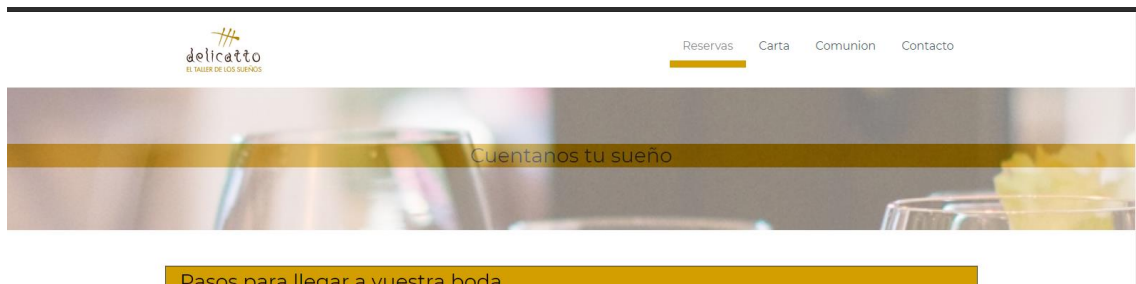 delicatto
EL TALLER DE LOS SUEÑOS
Reservas Carta Comunion Contacto
Cuentanos tu sueño
Pasos para llegar a vuestra boda